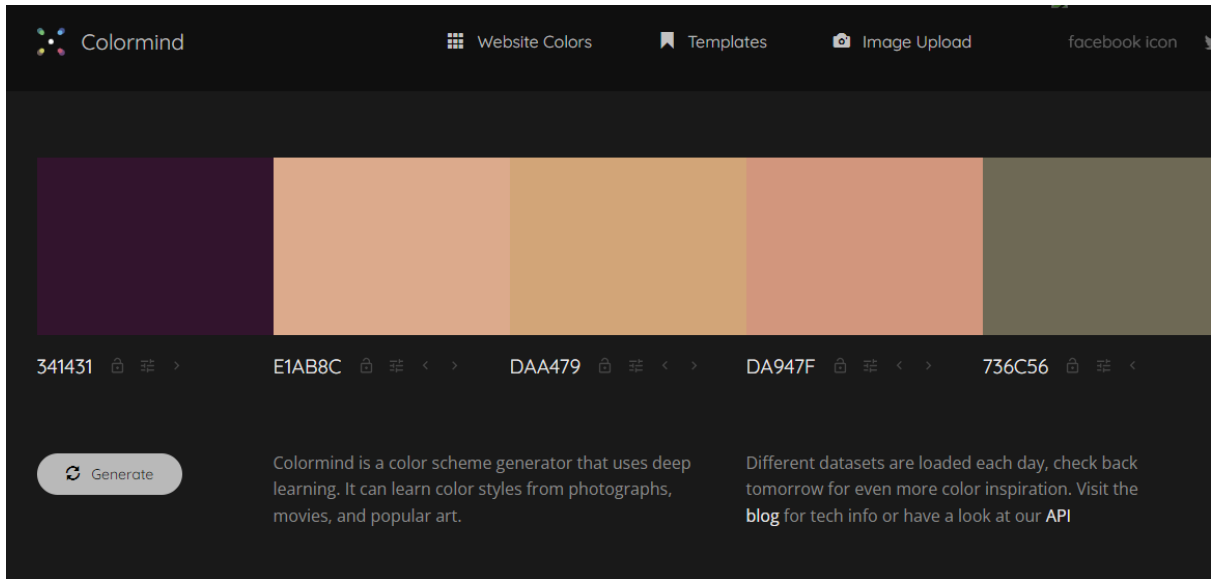 Colormind
Website Colors
Templates
Image Upload
facebook icon
341431
E1AB8C
DAA479
DA947F
736C56
Generate
Colormind is a color scheme generator that uses deep
learning. It can learn color styles from photographs,
movies, and popular art.
Different datasets are loaded each day, check back
tomorrow for even more color inspiration. Visit the
blog for tech info or have a look at our API